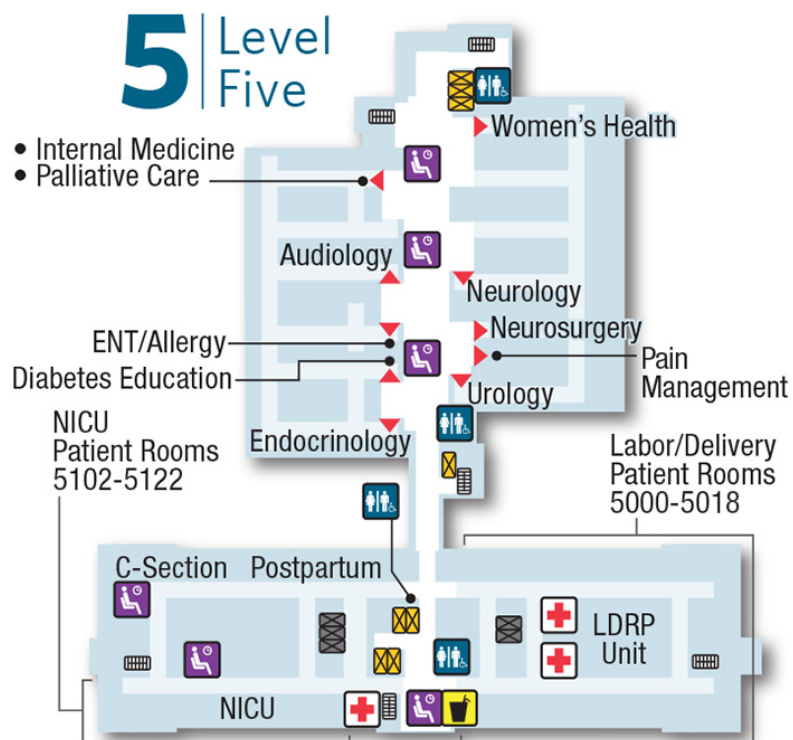 5
Level
Five
Women's Health
• Internal Medicine
• Palliative Care
Audiology
Neurology
Neurosurgery
ENT/Allergy
Pain
Management
Diabetes Education
Urology
NICU
Patient Rooms
5102-5122
Endocrinology
Labor/Delivery
Patient Rooms
5000-5018
C-Section
Postpartum
LDRP
Unit
NICU